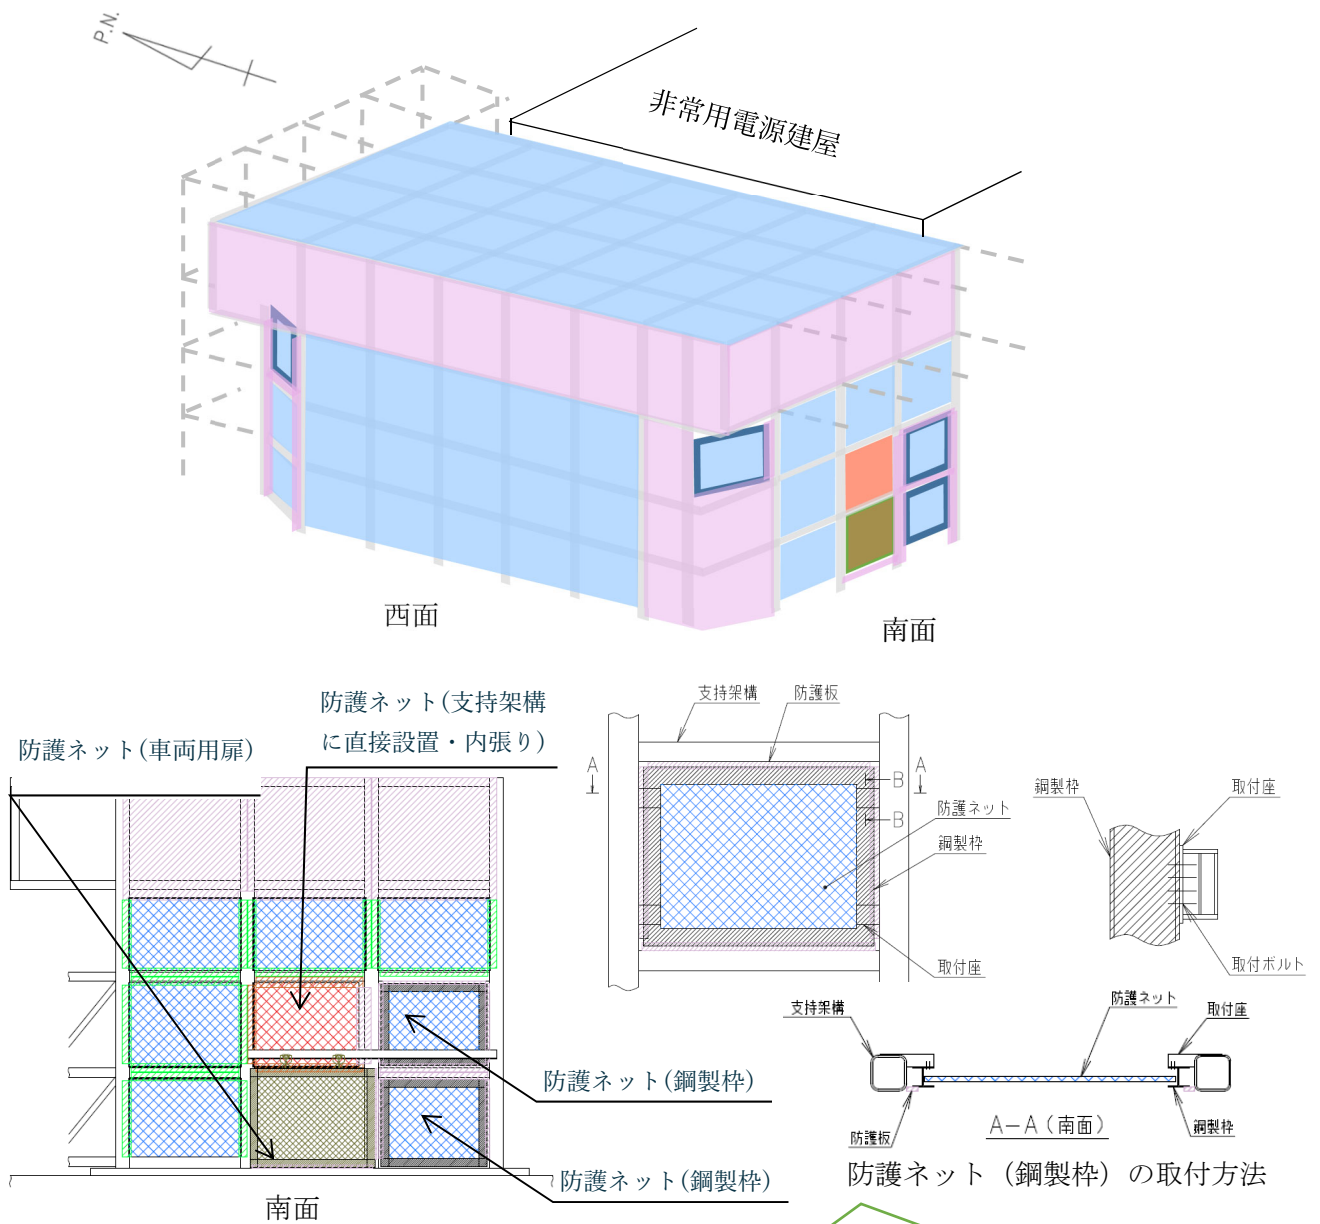 P.N.
非常用電源建屋
西面
南面
防護ネット(支持架構
に直接設置・内張り)
防護ネット(車両用扉)
支持架構
防護板
A
A
B
B
防護ネット
鋼製枠
取付座
鋼製枠
取付座
取付ボルト
防護ネット
支持架構
取付座
防護板
鋼製枠
A－A（南面）
防護ネット(鋼製枠)
防護ネット(鋼製枠)
防護ネット（鋼製枠）の取付方法
南面